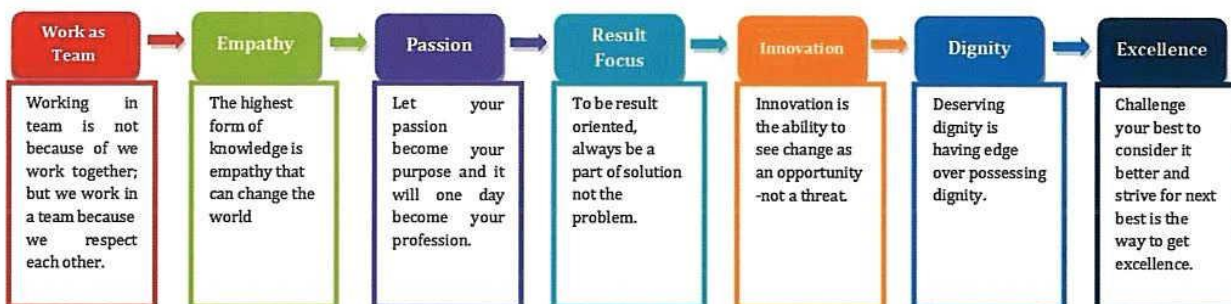 Work as
Team
Working in
team is not
because of we
work together;
but we work in
a team because
we respect
each other.
Empathy
The highest
form of
knowledge is
empathy that
can change the
world
Passion
Let your
passion
become your
purpose and it
will one day
become your
profession.
Result
Focus
To be result
oriented,
always be a
part of solution
not the
problem.
Innovation
Innovation is
the ability to
see change as
an opportunity
-not a threat.
Dignity
Deserving
dignity is
having edge
over possessing
dignity.
Excellence
Challenge
your best to
consider it
better and
strive for next
best is the
way to get
excellence.